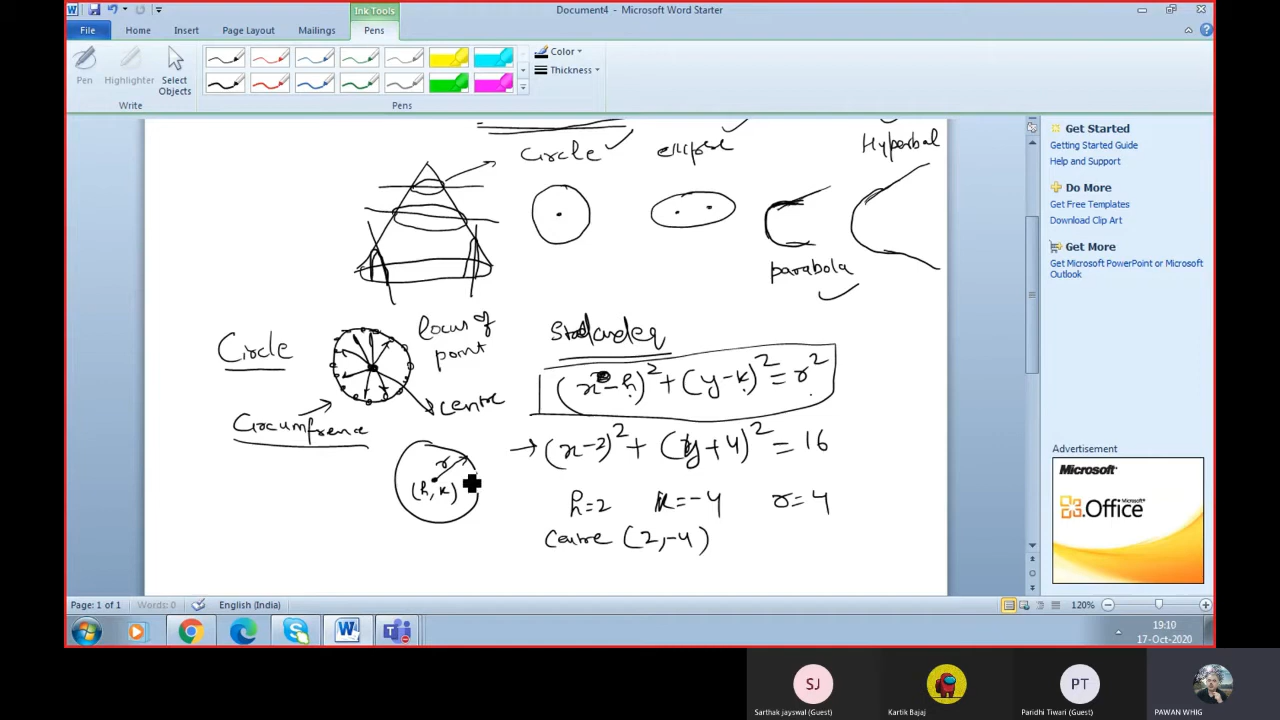 Document4 - Microsoft Word Starter
Ink Tools
File Home Insert Page Layout Mailings Pens
Pen Highlighter Select Objects
Color
Thickness
Write
Pens
Circle ellipse Hyperbol
parabola
Circle
locus of
point
centre
Circumfrence
(h, k)
r
Standard eq
(x - h)² + (y - k)² = r²
→ (x-2)² + (y+4)² = 16
h=2 k=-4 r=4
Centre (2,-4)
Get Started
Getting Started Guide
Help and Support
Do More
Get Free Templates
Download Clip Art
Get More
Get Microsoft PowerPoint or Microsoft
Outlook
Advertisement
Microsoft
Office
Page: 1 of 1 Words: 0 English (India) 120%
19:10
17-Oct-2020
SJ PT
Sarthak jayswal (Guest) Kartik Bajaj Paridhi Tiwari (Guest) PAWAN WHIG